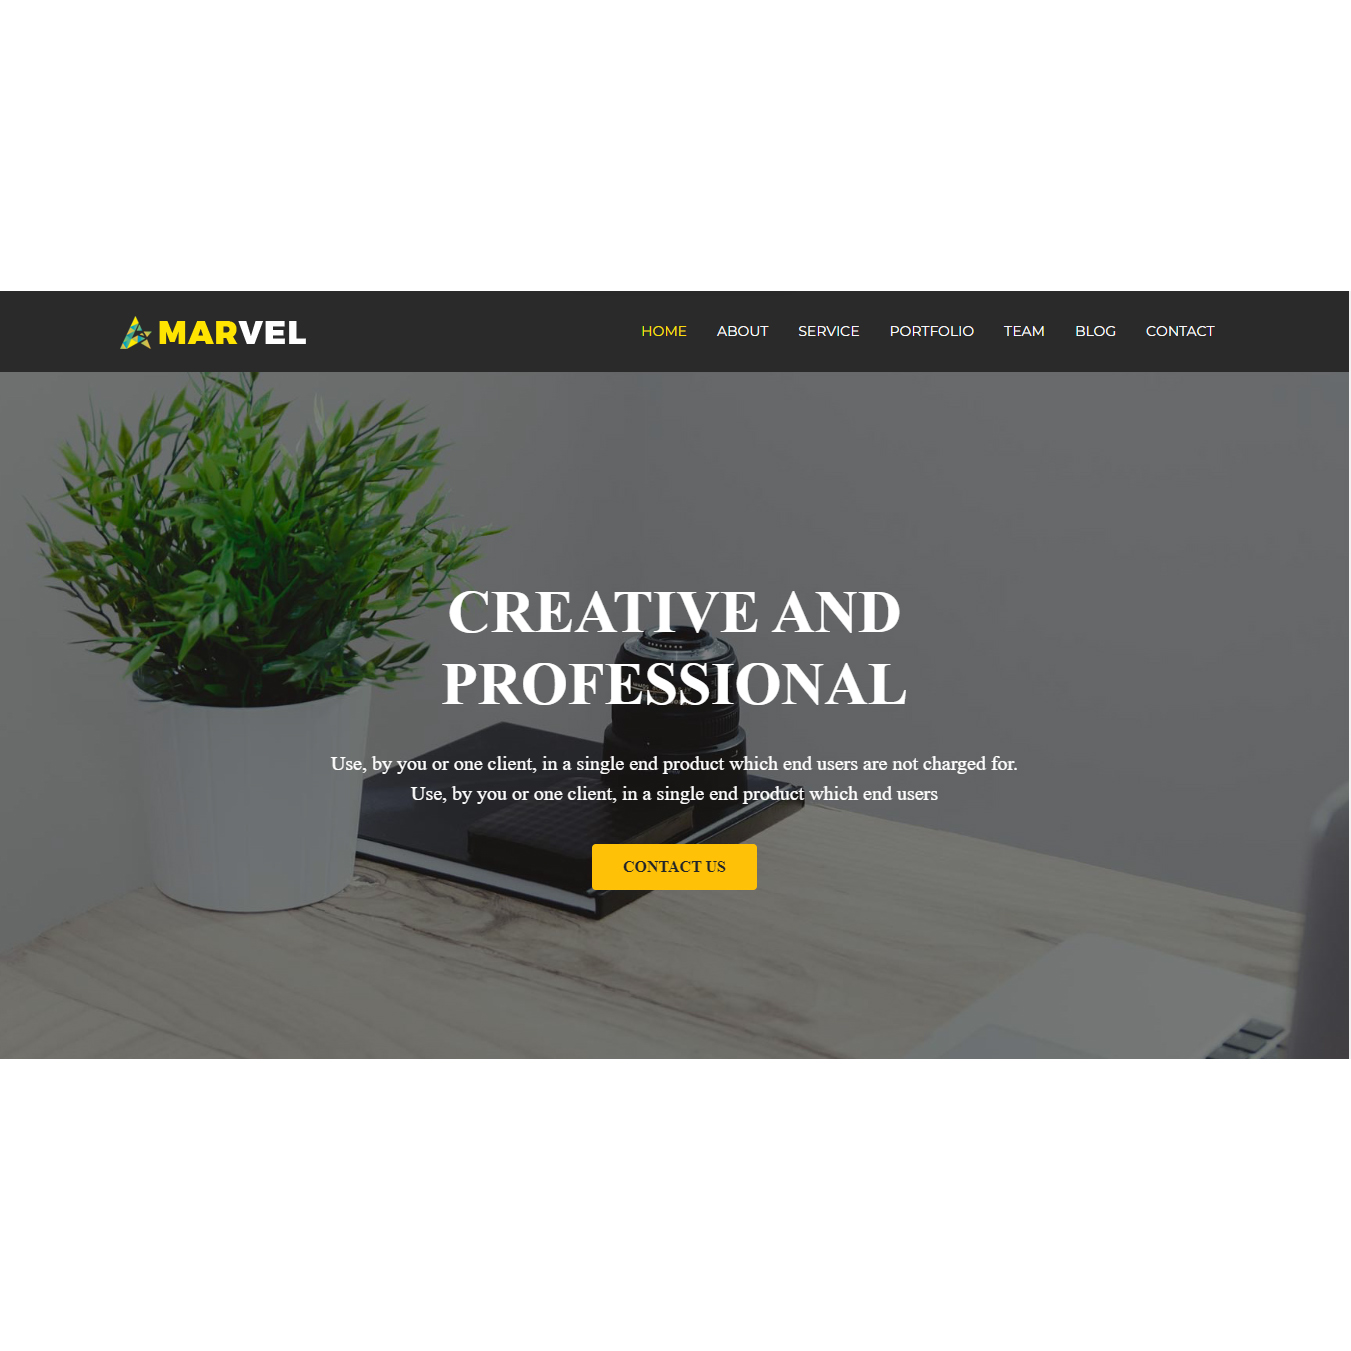 MARVEL
HOME ABOUT SERVICE PORTFOLIO TEAM BLOG CONTACT
CREATIVE AND
PROFESSIONAL
Use, by you or one client, in a single end product which end users are not charged for.
Use, by you or one client, in a single end product which end users
CONTACT US